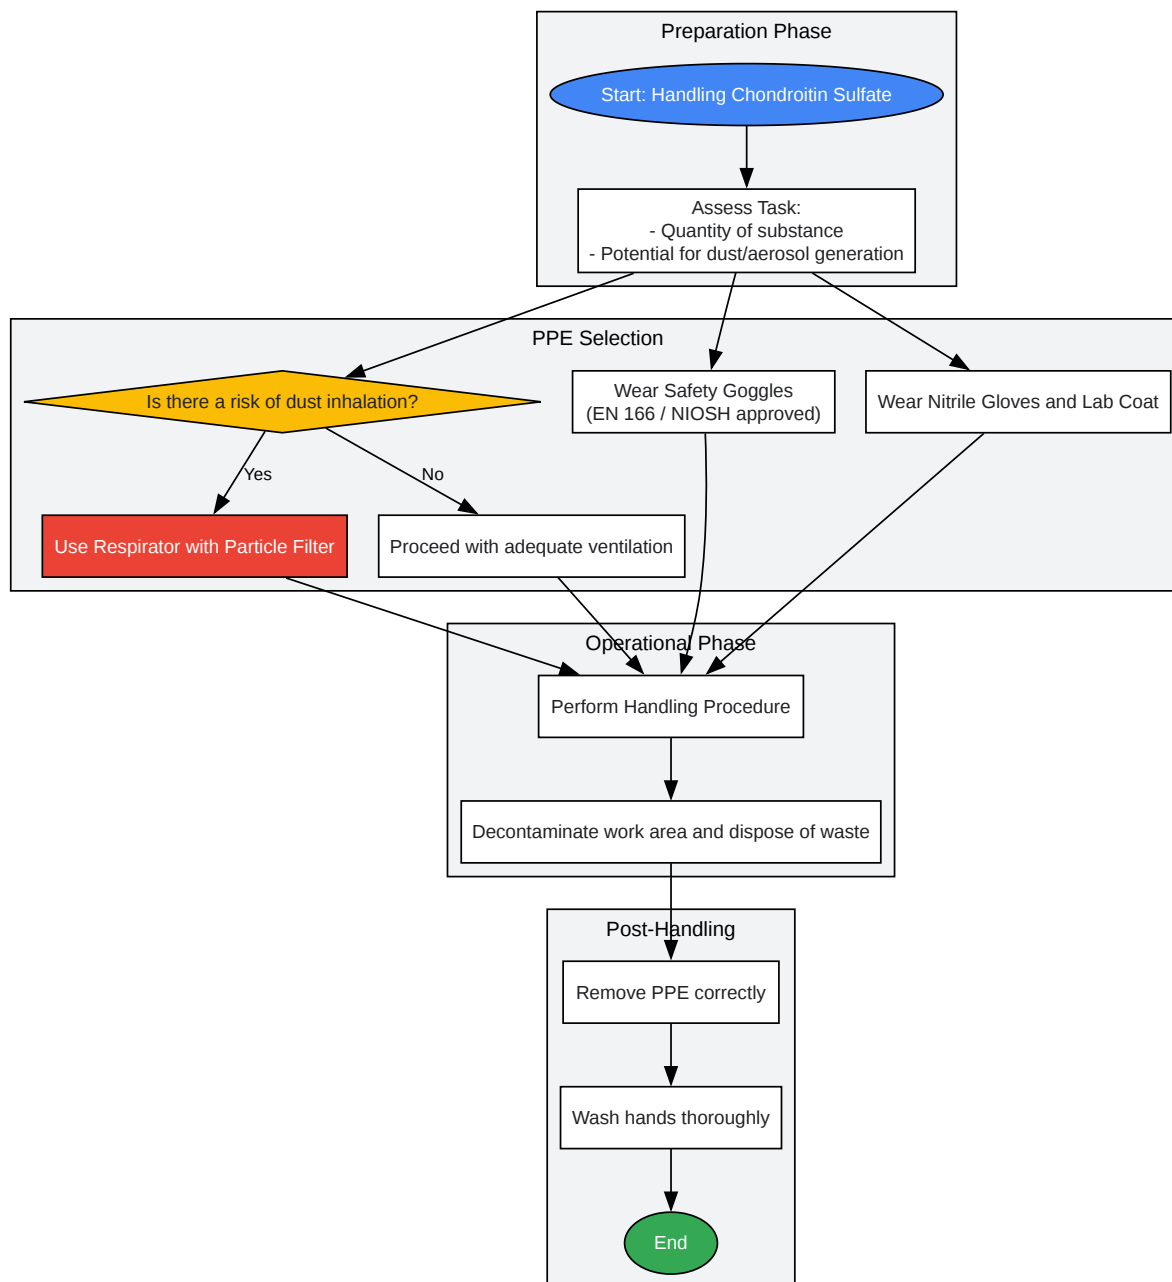 Preparation Phase
Start: Handling Chondroitin Sulfate
Assess Task:
- Quantity of substance
- Potential for dust/aerosol generation
PPE Selection
Is there a risk of dust inhalation?
Wear Safety Goggles
(EN 166 / NIOSH approved)
Wear Nitrile Gloves and Lab Coat
Yes
No
Use Respirator with Particle Filter
Proceed with adequate ventilation
Operational Phase
Perform Handling Procedure
Decontaminate work area and dispose of waste
Post-Handling
Remove PPE correctly
Wash hands thoroughly
End